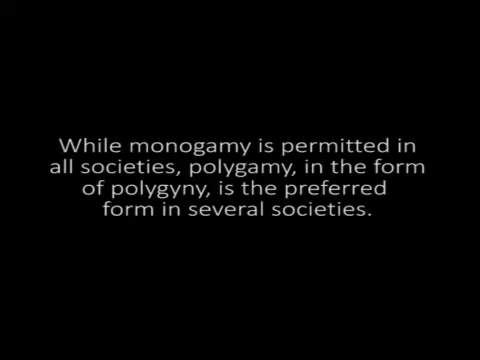 While monogamy is permitted in
all societies, polygamy, in the form
of polygyny, is the preferred
form in several societies.